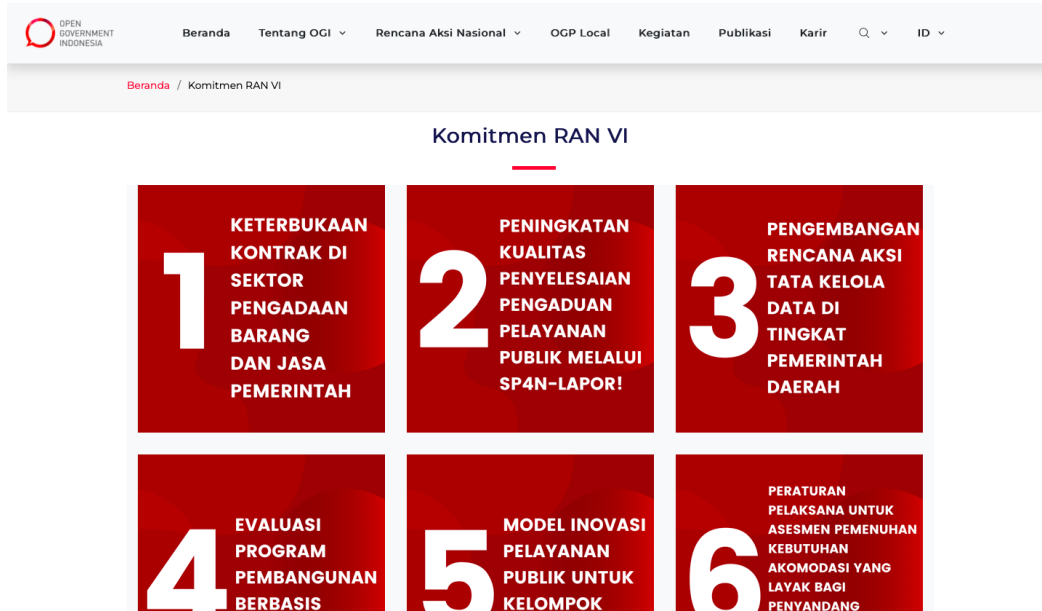 OPEN
GOVERNMENT
INDONESIA
Beranda Tentang OGI Rencana Aksi Nasional OGP Local Kegiatan Publikasi Karir ID
Beranda / Komitmen RAN VI
Komitmen RAN VI
1
KETERBUKAAN
KONTRAK DI
SEKTOR
PENGADAAN
BARANG
DAN JASA
PEMERINTAH
2
PENINGKATAN
KUALITAS
PENYELESAIAN
PENGADUAN
PELAYANAN
PUBLIK MELALUI
SP4N-LAPOR!
3
PENGEMBANGAN
RENCANA AKSI
TATA KELOLA
DATA DI
TINGKAT
PEMERINTAH
DAERAH
4
EVALUASI
PROGRAM
PEMBANGUNAN
BERBASIS
5
MODEL INOVASI
PELAYANAN
PUBLIK UNTUK
KELOMPOK
6
PERATURAN
PELAKSANA UNTUK
ASESMEN PEMENUHAN
KEBUTUHAN
AKOMODASI YANG
LAYAK BAGI
PENYANDANG